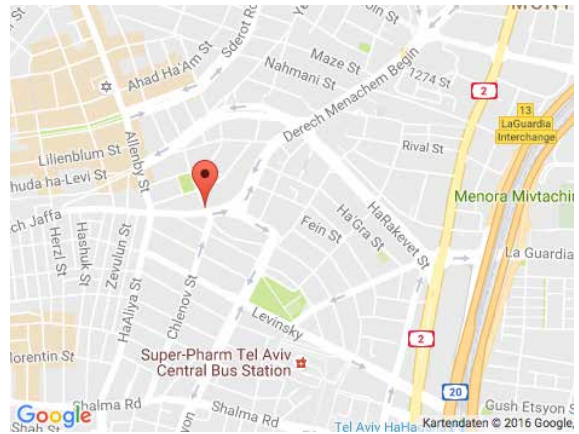 MONT
Ahad Ha'Am St
Sderot Ro
Maze St
Nahmani St
1274 St
2
13
LaGuardia
Interchange
Derech Menachem Begin
Lilienblum St
Allenby St
Rival St
huda ha-Levi St
Menora Mivtachim
ch Jaffa
Herzl St
Hashuk St
Zevulun St
HaAliya St
Chlenov St
Fein St
Ha'Gra St
HaRakevet St
La Guardia
Levinsky
2
lorentin St
Super-Pharm Tel Aviv
Central Bus Station
20
Shalma Rd
Shalma Rd
Shah St
Gush Etsyon St
Tel Aviv HaHa
Google
Kartendaten © 2016 Google,